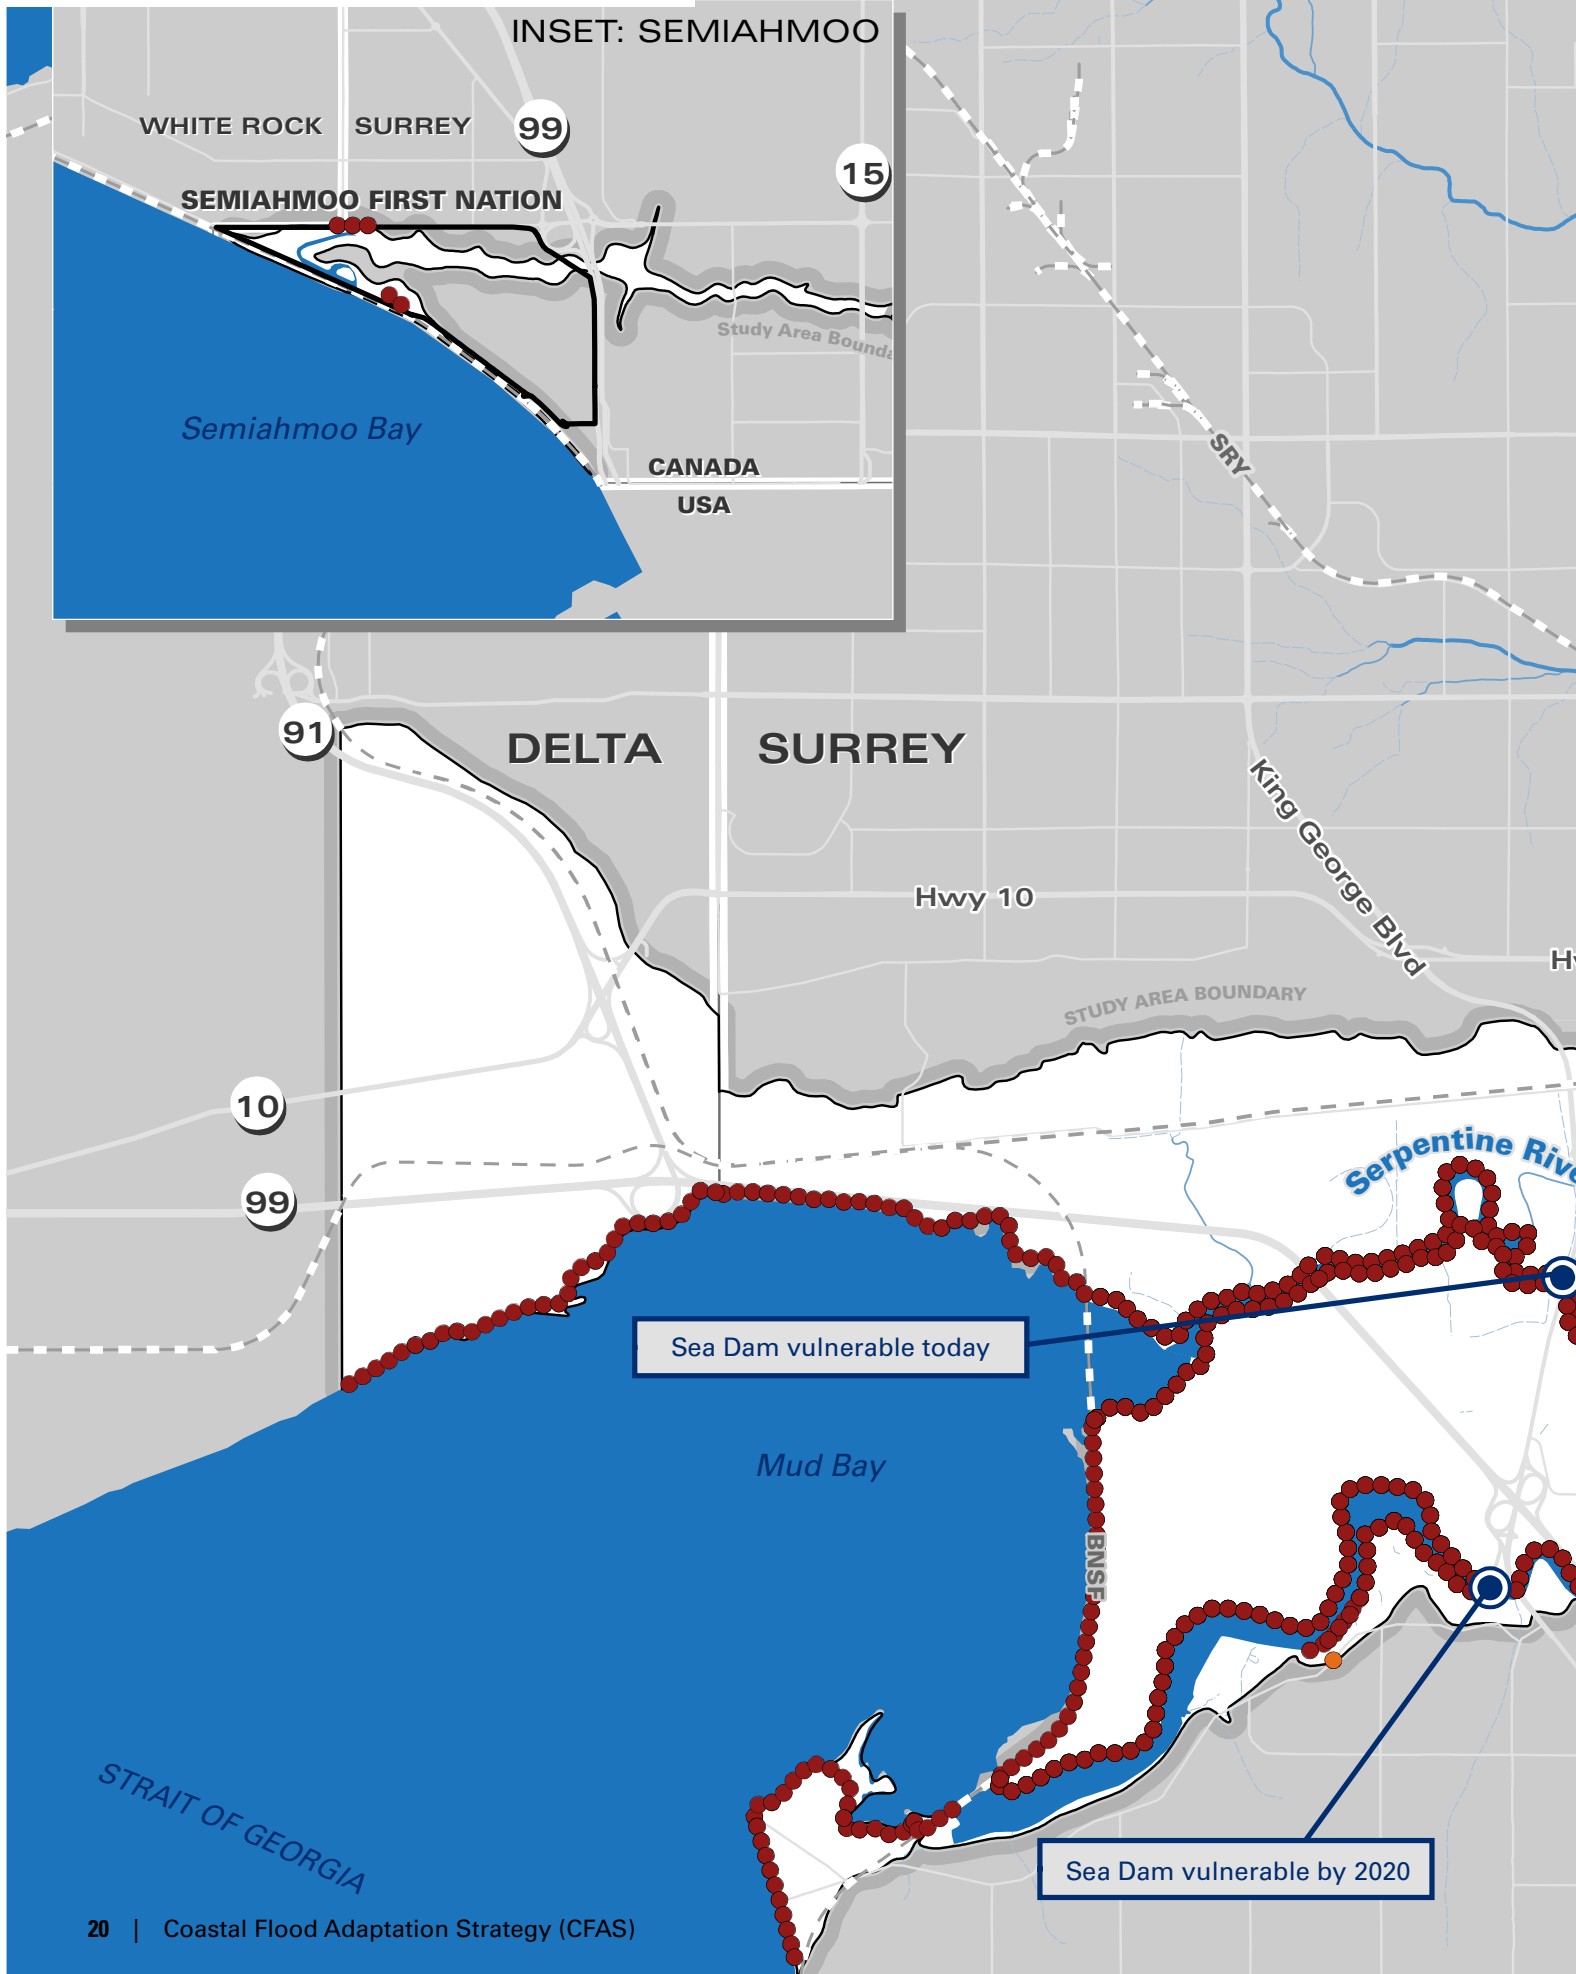 INSET: SEMIAHMOO
WHITE ROCK
SURREY
99
15
SEMIAHMOO FIRST NATION
Study Area Bounda
Semiahmoo Bay
CANADA
USA
SRY
91
DELTA
SURREY
King George Blvd
Hwy 10
STUDY AREA BOUNDARY
10
99
Serpentine Rive
Sea Dam vulnerable today
Mud Bay
BNSF
STRAIT OF GEORGIA
Sea Dam vulnerable by 2020
20 | Coastal Flood Adaptation Strategy (CFAS)